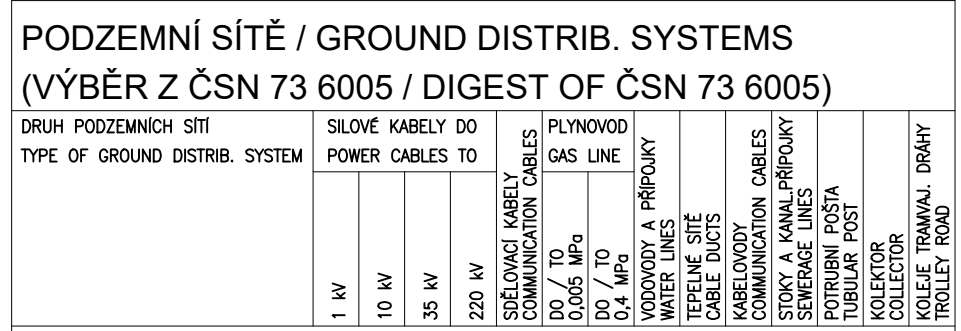 PODZEMNÍ SÍTĚ / GROUND DISTRIB. SYSTEMS
(VÝBĚR Z ČSN 73 6005 / DIGEST OF ČSN 73 6005)
DRUH PODZEMNÍCH SÍTÍ
TYPE OF GROUND DISTRIB. SYSTEM
SILOVÉ KABELY DO
POWER CABLES TO
1 kV
10 kV
35 kV
220 kV
SDĚLOVACÍ KABELY
COMMUNICATION CABLES
PLYNOVOD
GAS LINE
DO / TO
0,005 MPa
DO / TO
0,4 MPa
VODOVODY A PŘÍPOJKY
WATER LINES
TEPELNÉ SÍTĚ
CABLE DUCTS
KABELOVODY
COMMUNICATION CABLES
STOKY A KANAL.PŘÍPOJKY
SEWERAGE LINES
POTRUBNÍ POŠTA
TUBULAR POST
KOLEKTOR
COLLECTOR
KOLEJE TRAMVAJ. DRÁHY
TROLLEY ROAD